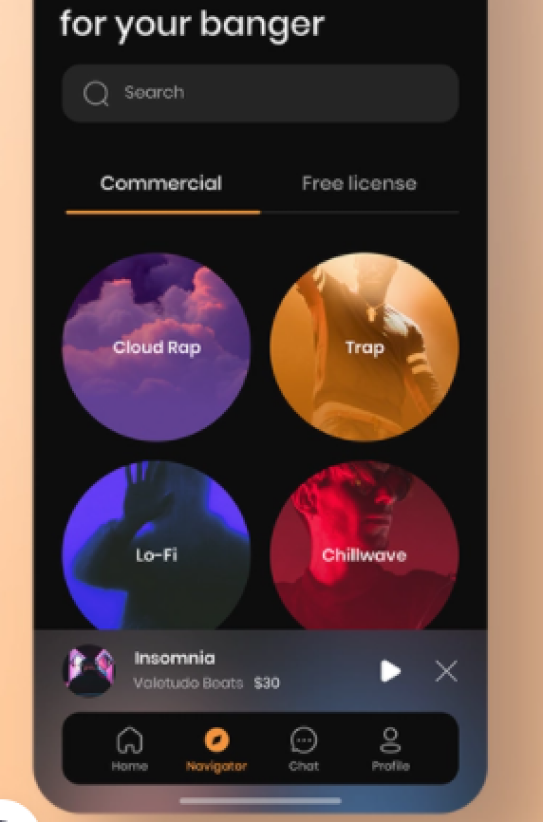 for your banger
Search
Commercial Free license
Cloud Rap Trap
Lo-Fi Chillwave
Insomnia
Valetudo Beats $30
Home Navigator Chat Profile